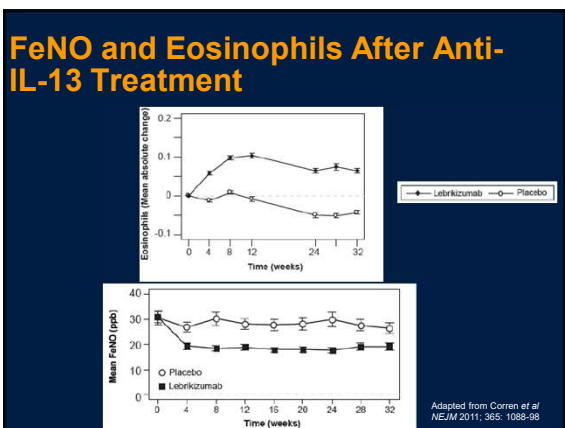 FeNO and Eosinophils After Anti-
IL-13 Treatment
Eosinophils (Mean absolute change)
0.2
0.1
0
-0.1
0 4 8 12 24 32
Time (weeks)
Lebrikizumab Placebo
Mean FeNO (ppb)
40
30
20
10
0
Placebo
Lebrikizumab
0 4 8 12 16 20 24 28 32
Time (weeks)
Adapted from Corren et al
NEJM 2011; 365: 1088-98